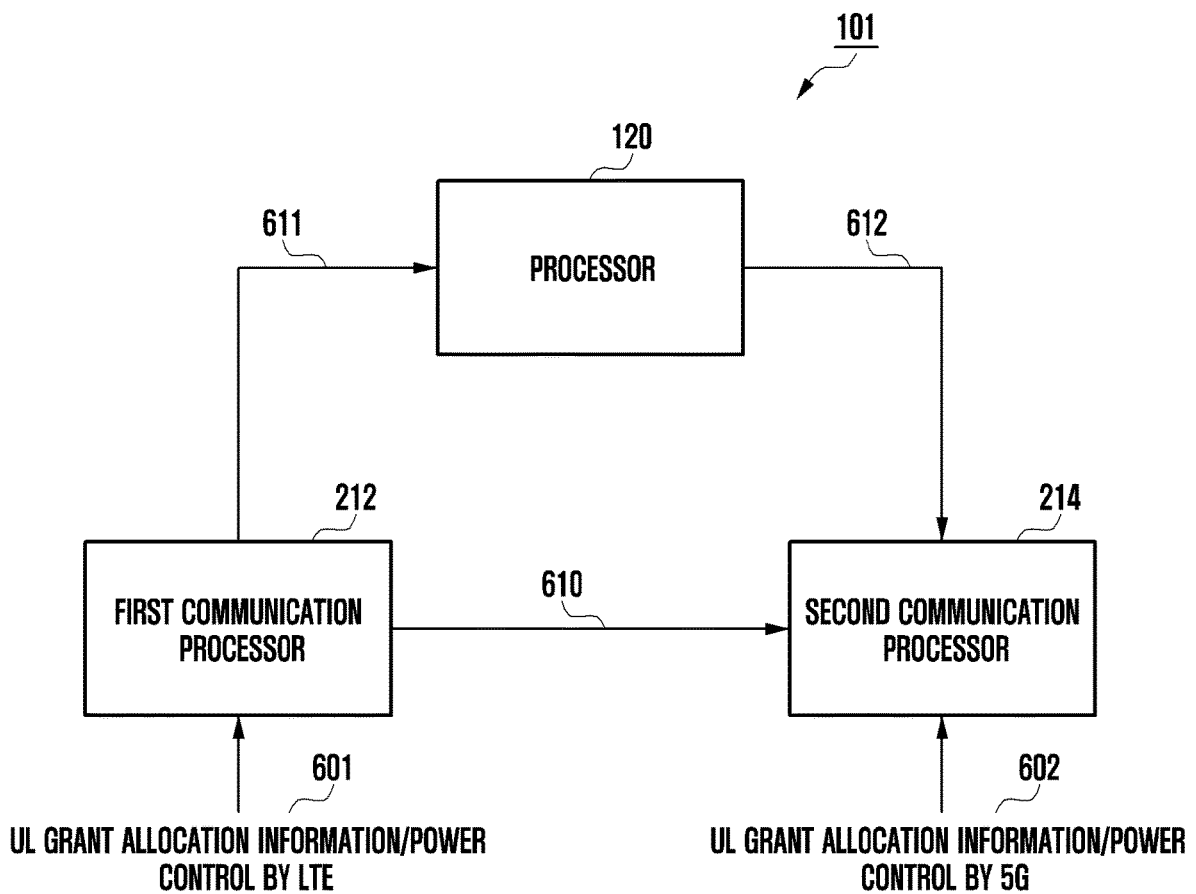 101
120
611
PROCESSOR
612
212
214
FIRST COMMUNICATION
PROCESSOR
610
SECOND COMMUNICATION
PROCESSOR
601
602
UL GRANT ALLOCATION INFORMATION/POWER
CONTROL BY LTE
UL GRANT ALLOCATION INFORMATION/POWER
CONTROL BY 5G